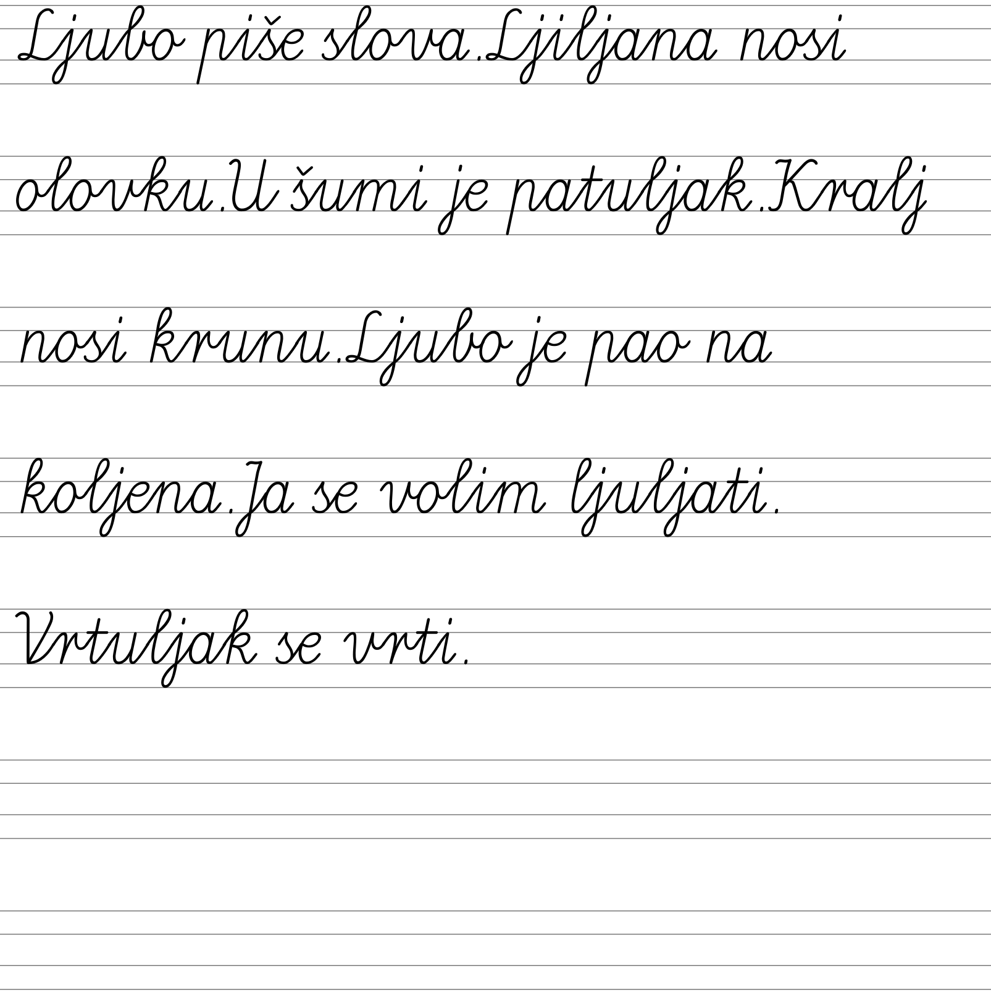 Ljubo piše slova.Ljiljana nosi
olovku.U šumi je patuljak.Kralj
nosi krunu.Ljubo je pao na
koljena.Ja se volim ljuljati.
Vrtuljak se vrti.